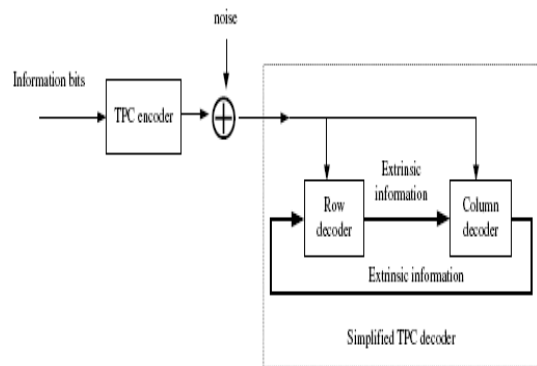 noise
Information bits
TPC encoder
Extrinsic
information
Row
decoder
Column
decoder
Extrinsic information
Simplified TPC decoder